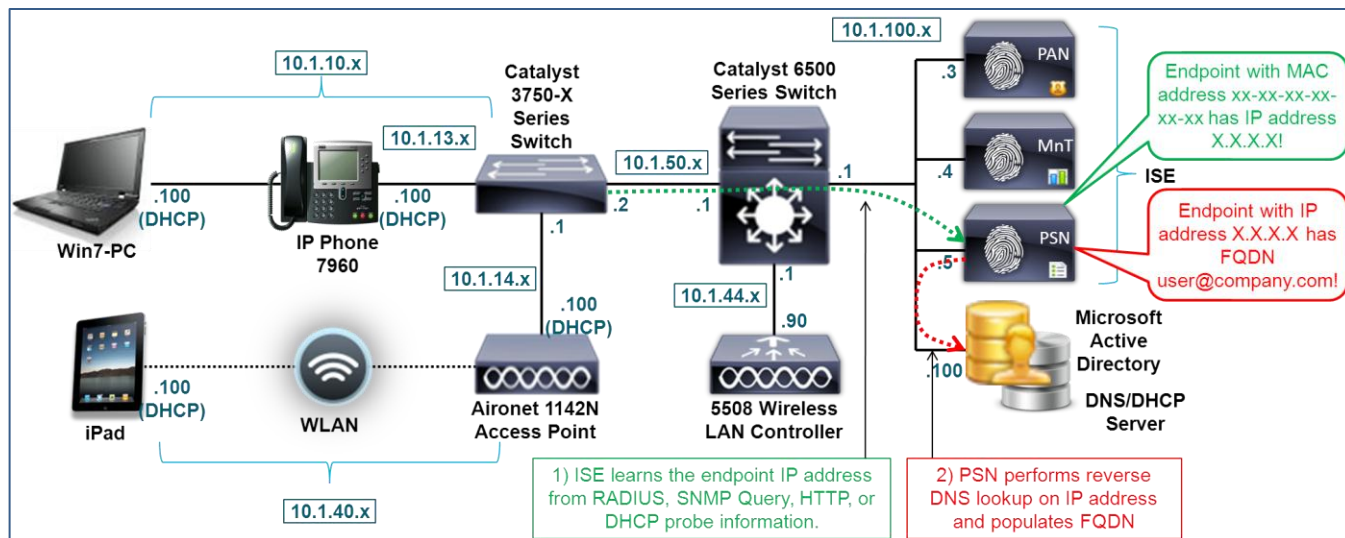 10.1.100.x
10.1.10.x
Catalyst
3750-X
Series
Switch
Catalyst 6500
Series Switch
PAN
.3
Endpoint with MAC
address xx-xx-xx-xx-
xx-xx has IP address
X.X.X.X!
10.1.13.x
10.1.50.x
MnT
.4
ISE
.1
.100
(DHCP)
.100
(DHCP)
.2
.1
PSN
.5
Endpoint with IP
address X.X.X.X has
FQDN
user@company.com!
Win7-PC
IP Phone
7960
.1
.1
10.1.14.x
10.1.44.x
.100
(DHCP)
.90
Microsoft
Active
Directory
.100
DNS/DHCP
Server
.100
(DHCP)
iPad
WLAN
Aironet 1142N
Access Point
5508 Wireless
LAN Controller
10.1.40.x
1) ISE learns the endpoint IP address
from RADIUS, SNMP Query, HTTP, or
DHCP probe information.
2) PSN performs reverse
DNS lookup on IP address
and populates FQDN